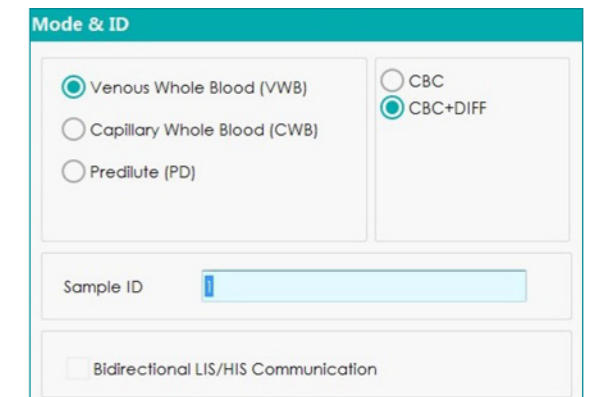 Mode & ID
Venous Whole Blood (VWB)
Capillary Whole Blood (CWB)
Predilute (PD)
CBC
CBC+DIFF
Sample ID 1
Bidirectional LIS/HIS Communication